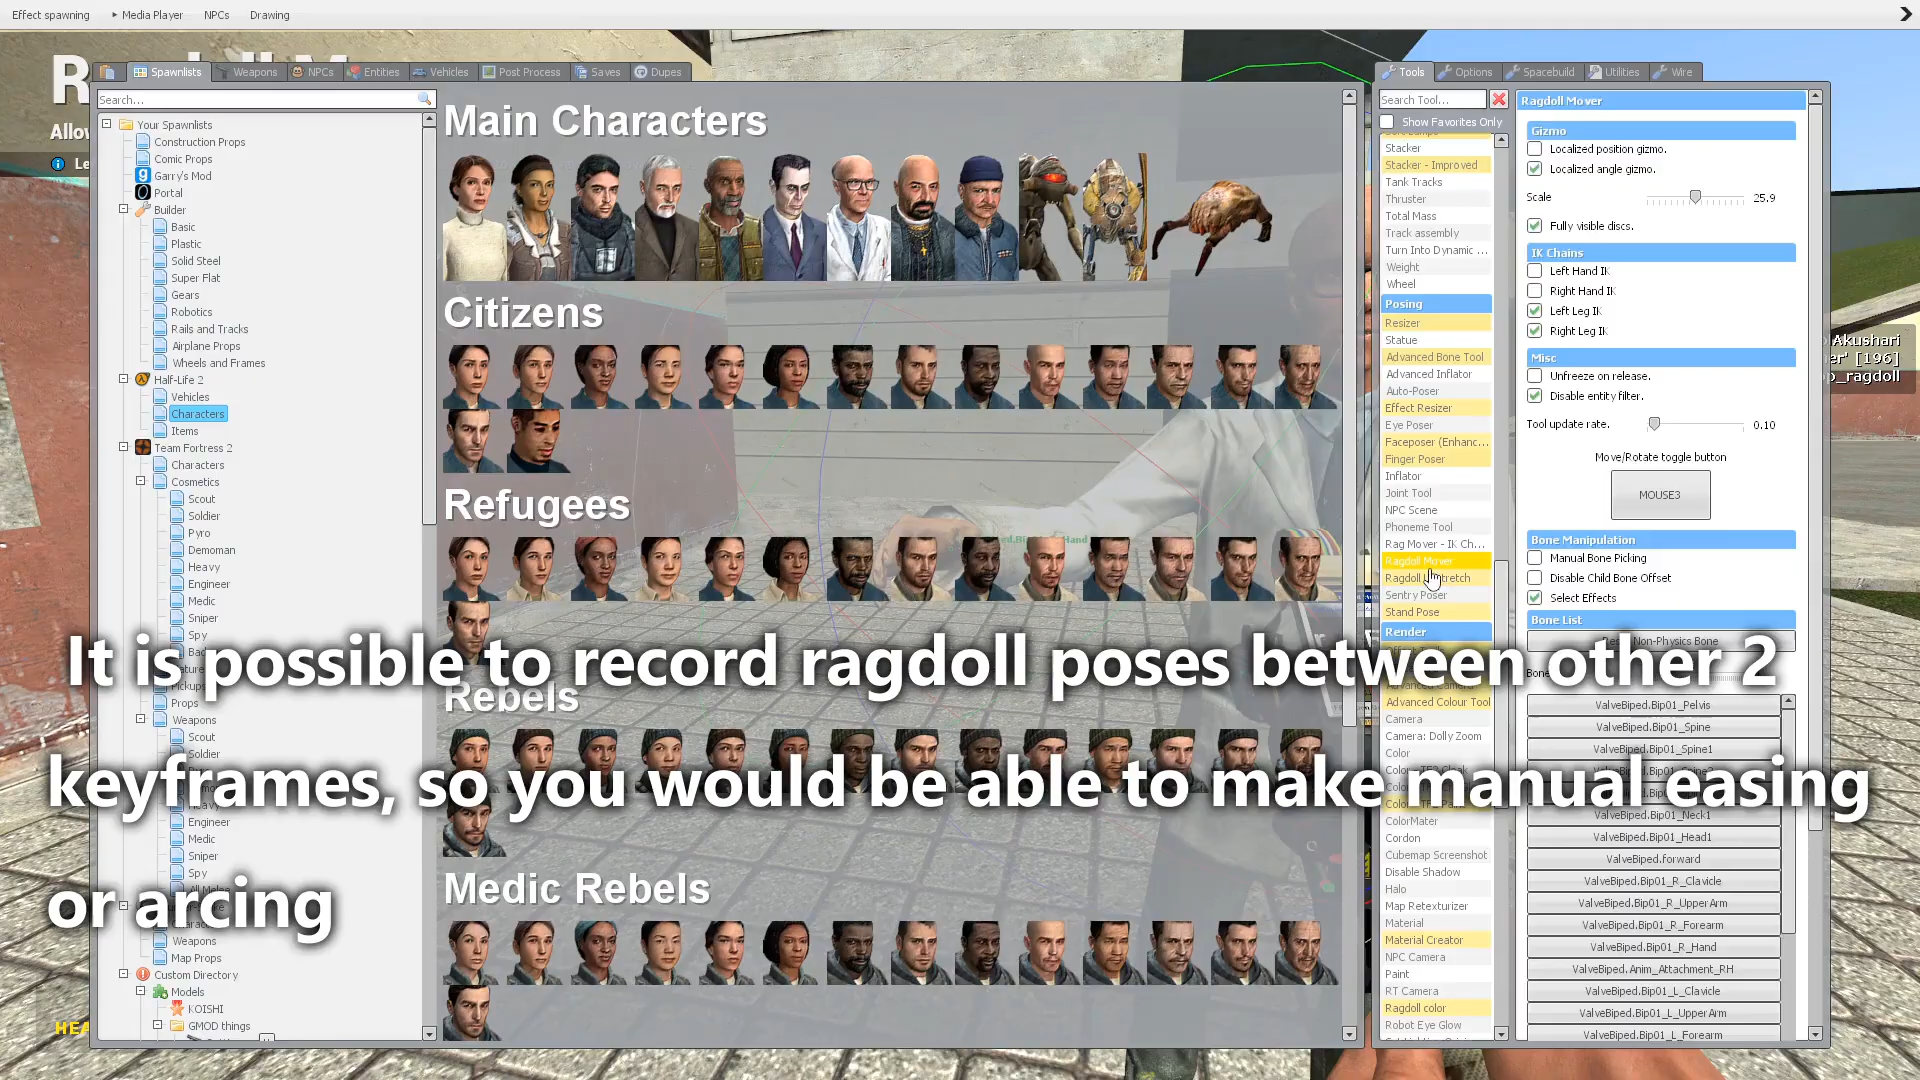 Effect spawning
Media Player
NPCs
Drawing
Spawnlists
Weapons
NPCs
Entities
Vehicles
Post Process
Saves
Dupes
Search...
Your Spawnlists
Construction Props
Comic Props
Garry's Mod
Portal
Builder
Basic
Plastic
Solid Steel
Super Flat
Gears
Robotics
Rails and Tracks
Airplane Props
Wheels and Frames
Half-Life 2
Vehicles
Characters
Items
Team Fortress 2
Characters
Cosmetics
Scout
Soldier
Pyro
Demoman
Heavy
Engineer
Medic
Sniper
Spy
Props
Weapons
Scout
Soldier
Engineer
Medic
Sniper
Spy
Weapons
Map Props
Custom Directory
Models
KOISHI
GMOD things
Main Characters
Citizens
Refugees
Rebels
Medic Rebels
It is possible to record ragdoll poses between other 2
keyframes, so you would be able to make manual easing
or arcing
Tools
Options
Spacebuild
Utilities
Wire
Search Tool...
Show Favorites Only
Stacker
Stacker - Improved
Tank Tracks
Thruster
Total Mass
Track assembly
Turn Into Dynamic ...
Weight
Wheel
Posing
Resizer
Statue
Advanced Bone Tool
Advanced Inflator
Auto-Poser
Effect Resizer
Eye Poser
Faceposer (Enhanc...
Finger Poser
Inflator
Joint Tool
NPC Scene
Phoneme Tool
Rag Mover - IK Ch...
Ragdoll Mover
Sentry Poser
Stand Pose
Render
Advanced Camera
Advanced Colour Tool
Camera
Camera: Dolly Zoom
Color
ColorMater
Cordon
Cubemap Screenshot
Disable Shadow
Halo
Map Retexturizer
Material
Material Creator
NPC Camera
Paint
RT Camera
Ragdoll color
Robot Eye Glow
Ragdoll Mover
Gizmo
Localized position gizmo.
Localized angle gizmo.
Scale
25.9
Fully visible discs.
IK Chains
Left Hand IK
Right Hand IK
Left Leg IK
Right Leg IK
Misc
Unfreeze on release.
Disable entity filter.
Tool update rate.
0.10
Move/Rotate toggle button
MOUSE3
Bone Manipulation
Manual Bone Picking
Disable Child Bone Offset
Select Effects
Bone List
Non-Physics Bone
ValveBiped.Bip01_Pelvis
ValveBiped.Bip01_Spine
ValveBiped.Bip01_Spine1
ValveBiped.Bip01_Neck1
ValveBiped.Bip01_Head1
ValveBiped.forward
ValveBiped.Bip01_R_Clavicle
ValveBiped.Bip01_R_UpperArm
ValveBiped.Bip01_R_Forearm
ValveBiped.Bip01_R_Hand
ValveBiped.Anim_Attachment_RH
ValveBiped.Bip01_L_Clavicle
ValveBiped.Bip01_L_UpperArm
ValveBiped.Bip01_L_Forearm
Akushari
[196]